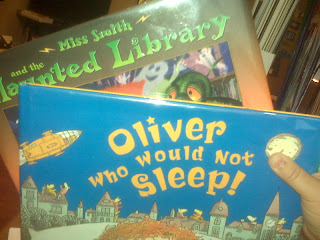 Miss Smith
and the
Haunted Library
Oliver
Who Would Not
Sleep!